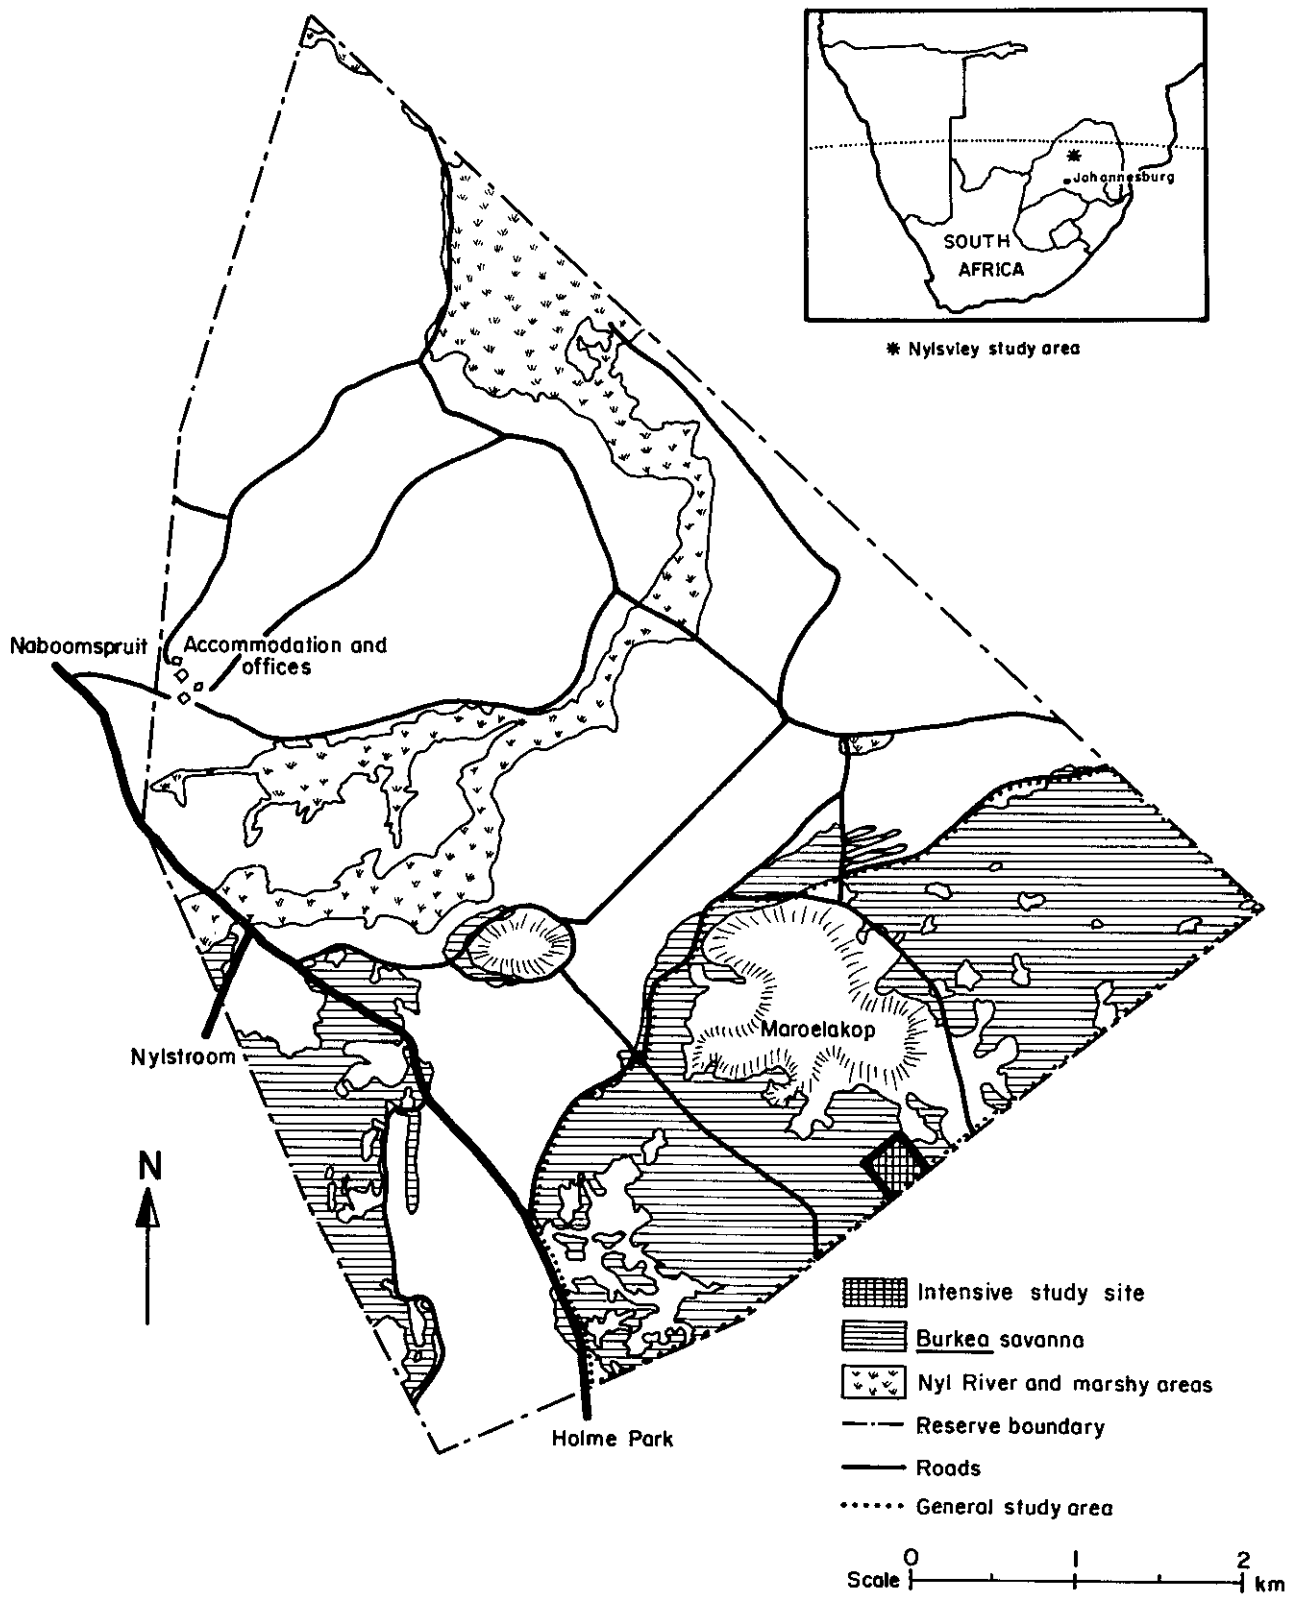 Johannesburg
SOUTH
AFRICA
* Nylsvley study area
Naboomspruit
Accommodation and
offices
Maroelakop
Nylstroom
N
Holme Park
Intensive study site
Burkea savanna
Nyl River and marshy areas
Reserve boundary
Roads
General study area
0 1 2
Scale km